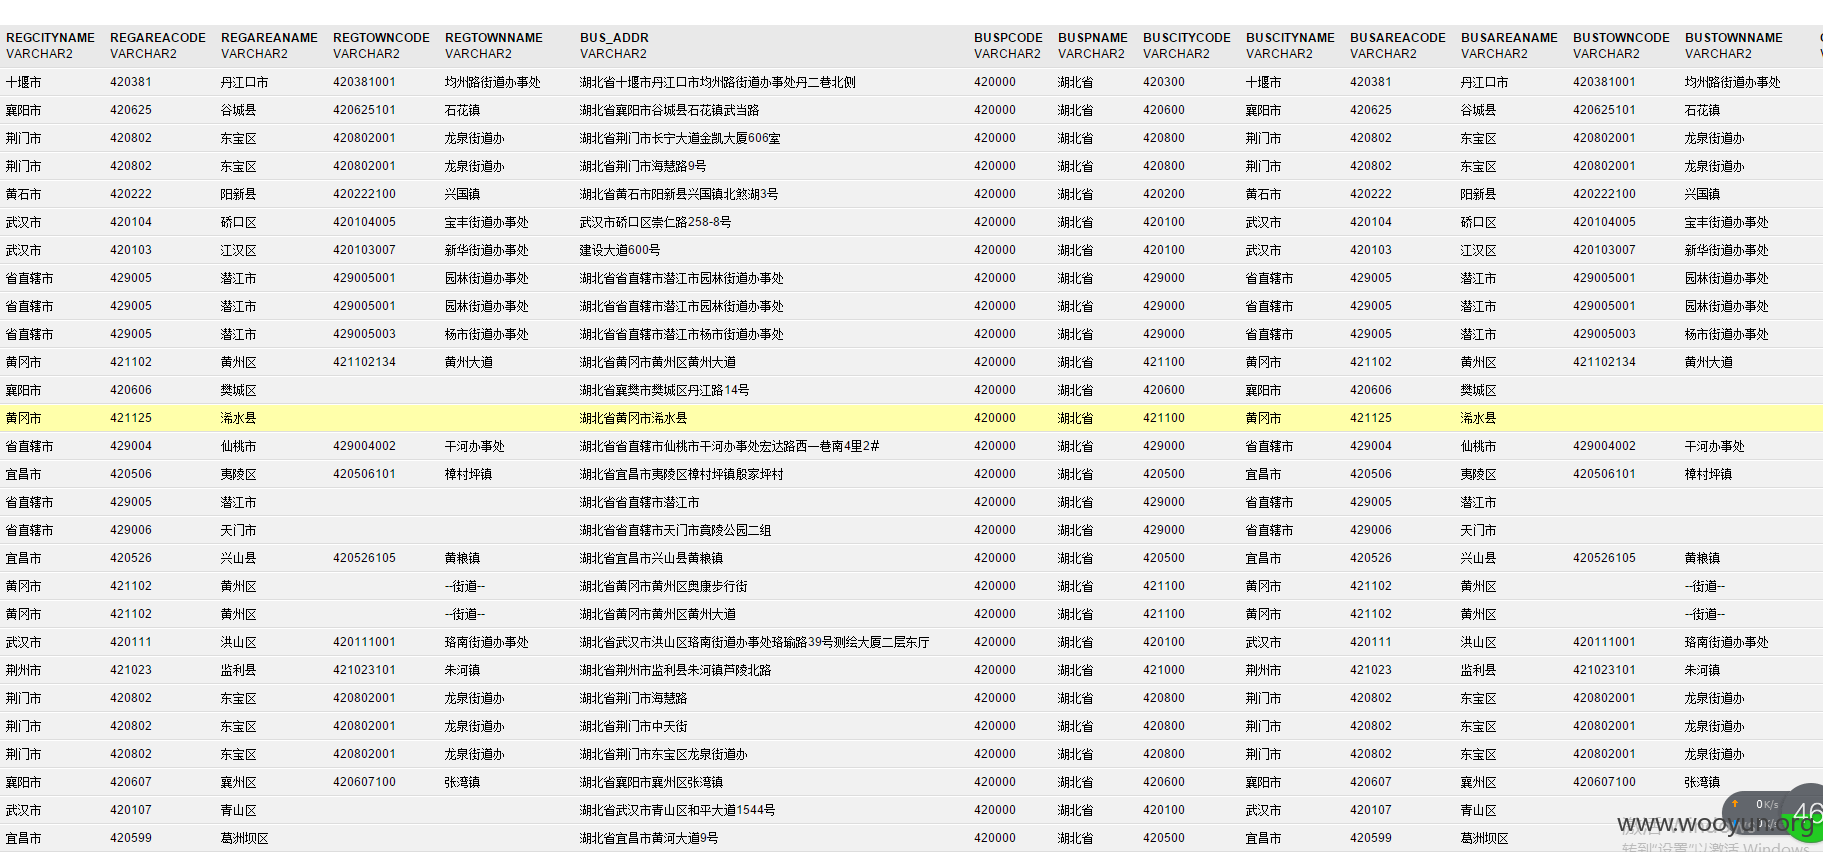 REGCITYNAME REGAREACODE REGAREANAME REGTOWNCODE REGTOWNNAME BUS_ADDR BUSPCODE BUSPNAME BUSCITYCODE BUSCITYNAME BUSAREACODE BUSAREANAME BUSTOWNCODE BUSTOWNNAME
VARCHAR2 VARCHAR2 VARCHAR2 VARCHAR2 VARCHAR2 VARCHAR2 VARCHAR2 VARCHAR2 VARCHAR2 VARCHAR2 VARCHAR2 VARCHAR2 VARCHAR2 VARCHAR2
十堰市 420381 丹江口市 420381001 均州路街道办事处 湖北省十堰市丹江口市均州路街道办事处丹二巷北侧 420000 湖北省 420300 十堰市 420381 丹江口市 420381001 均州路街道办事处
襄阳市 420625 谷城县 420625101 石花镇 湖北省襄阳市谷城县石花镇武当路 420000 湖北省 420600 襄阳市 420625 谷城县 420625101 石花镇
荆门市 420802 东宝区 420802001 龙泉街道办 湖北省荆门市长宁大道金凯大厦606室 420000 湖北省 420800 荆门市 420802 东宝区 420802001 龙泉街道办
荆门市 420802 东宝区 420802001 龙泉街道办 湖北省荆门市海慧路9号 420000 湖北省 420800 荆门市 420802 东宝区 420802001 龙泉街道办
黄石市 420222 阳新县 420222100 兴国镇 湖北省黄石市阳新县兴国镇北煞湖3号 420000 湖北省 420200 黄石市 420222 阳新县 420222100 兴国镇
武汉市 420104 硚口区 420104005 宝丰街道办事处 武汉市硚口区崇仁路258-8号 420000 湖北省 420100 武汉市 420104 硚口区 420104005 宝丰街道办事处
武汉市 420103 江汉区 420103007 新华街道办事处 建设大道600号 420000 湖北省 420100 武汉市 420103 江汉区 420103007 新华街道办事处
省直辖市 429005 潜江市 429005001 园林街道办事处 湖北省省直辖市潜江市园林街道办事处 420000 湖北省 429000 省直辖市 429005 潜江市 429005001 园林街道办事处
省直辖市 429005 潜江市 429005001 园林街道办事处 湖北省省直辖市潜江市园林街道办事处 420000 湖北省 429000 省直辖市 429005 潜江市 429005001 园林街道办事处
省直辖市 429005 潜江市 429005003 杨市街道办事处 湖北省省直辖市潜江市杨市街道办事处 420000 湖北省 429000 省直辖市 429005 潜江市 429005003 杨市街道办事处
黄冈市 421102 黄州区 421102134 黄州大道 湖北省黄冈市黄州区黄州大道 420000 湖北省 421100 黄冈市 421102 黄州区 421102134 黄州大道
襄阳市 420606 樊城区 湖北省襄樊市樊城区丹江路14号 420000 湖北省 420600 襄阳市 420606 樊城区
黄冈市 421125 浠水县 湖北省黄冈市浠水县 420000 湖北省 421100 黄冈市 421125 浠水县
省直辖市 429004 仙桃市 429004002 干河办事处 湖北省省直辖市仙桃市干河办事处宏达路西一巷南4里2# 420000 湖北省 429000 省直辖市 429004 仙桃市 429004002 干河办事处
宜昌市 420506 夷陵区 420506101 樟村坪镇 湖北省宜昌市夷陵区樟村坪镇殷家坪村 420000 湖北省 420500 宜昌市 420506 夷陵区 420506101 樟村坪镇
省直辖市 429005 潜江市 湖北省省直辖市潜江市 420000 湖北省 429000 省直辖市 429005 潜江市
省直辖市 429006 天门市 湖北省省直辖市天门市竟陵公园二组 420000 湖北省 429000 省直辖市 429006 天门市
宜昌市 420526 兴山县 420526105 黄粮镇 湖北省宜昌市兴山县黄粮镇 420000 湖北省 420500 宜昌市 420526 兴山县 420526105 黄粮镇
黄冈市 421102 黄州区 --街道-- 湖北省黄冈市黄州区奥康步行街 420000 湖北省 421100 黄冈市 421102 黄州区 --街道--
黄冈市 421102 黄州区 --街道-- 湖北省黄冈市黄州区黄州大道 420000 湖北省 421100 黄冈市 421102 黄州区 --街道--
武汉市 420111 洪山区 420111001 珞南街道办事处 湖北省武汉市洪山区珞南街道办事处珞瑜路39号测绘大厦二层东厅 420000 湖北省 420100 武汉市 420111 洪山区 420111001 珞南街道办事处
荆州市 421023 监利县 421023101 朱河镇 湖北省荆州市监利县朱河镇芦陵北路 420000 湖北省 421000 荆州市 421023 监利县 421023101 朱河镇
荆门市 420802 东宝区 420802001 龙泉街道办 湖北省荆门市海慧路 420000 湖北省 420800 荆门市 420802 东宝区 420802001 龙泉街道办
荆门市 420802 东宝区 420802001 龙泉街道办 湖北省荆门市中天街 420000 湖北省 420800 荆门市 420802 东宝区 420802001 龙泉街道办
荆门市 420802 东宝区 420802001 龙泉街道办 湖北省荆门市东宝区龙泉街道办 420000 湖北省 420800 荆门市 420802 东宝区 420802001 龙泉街道办
襄阳市 420607 襄州区 420607100 张湾镇 湖北省襄阳市襄州区张湾镇 420000 湖北省 420600 襄阳市 420607 襄州区 420607100 张湾镇
武汉市 420107 青山区 湖北省武汉市青山区和平大道1544号 420000 湖北省 420100 武汉市 420107 青山区
0K/s
46
www.wooyun.org
宜昌市 420599 葛洲坝区 湖北省宜昌市黄河大道9号 420000 湖北省 420500 宜昌市 420599 葛洲坝区
转到"设置"以激活 Windows